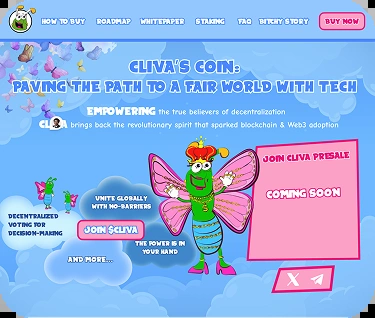 HOW TO BUY ROADMAP WHITEPAPER STAKING FAQ BITCHY STORY BUY NOW
CLIVA'S COIN:
PAVING THE PATH TO A FAIR WORLD WITH TECH
EMPOWERING the true believers of decentralization
brings back the revolutionary spirit that sparked blockchain & Web3 adoption
JOIN CLIVA PRESALE
COMING SOON
UNITE GLOBALLY
WITH NO-BARRIERS
DECENTRALIZED
VOTING FOR
DECISION-MAKING
JOIN $CLIVA
THE POWER IS IN
YOUR HAND
AND MORE...